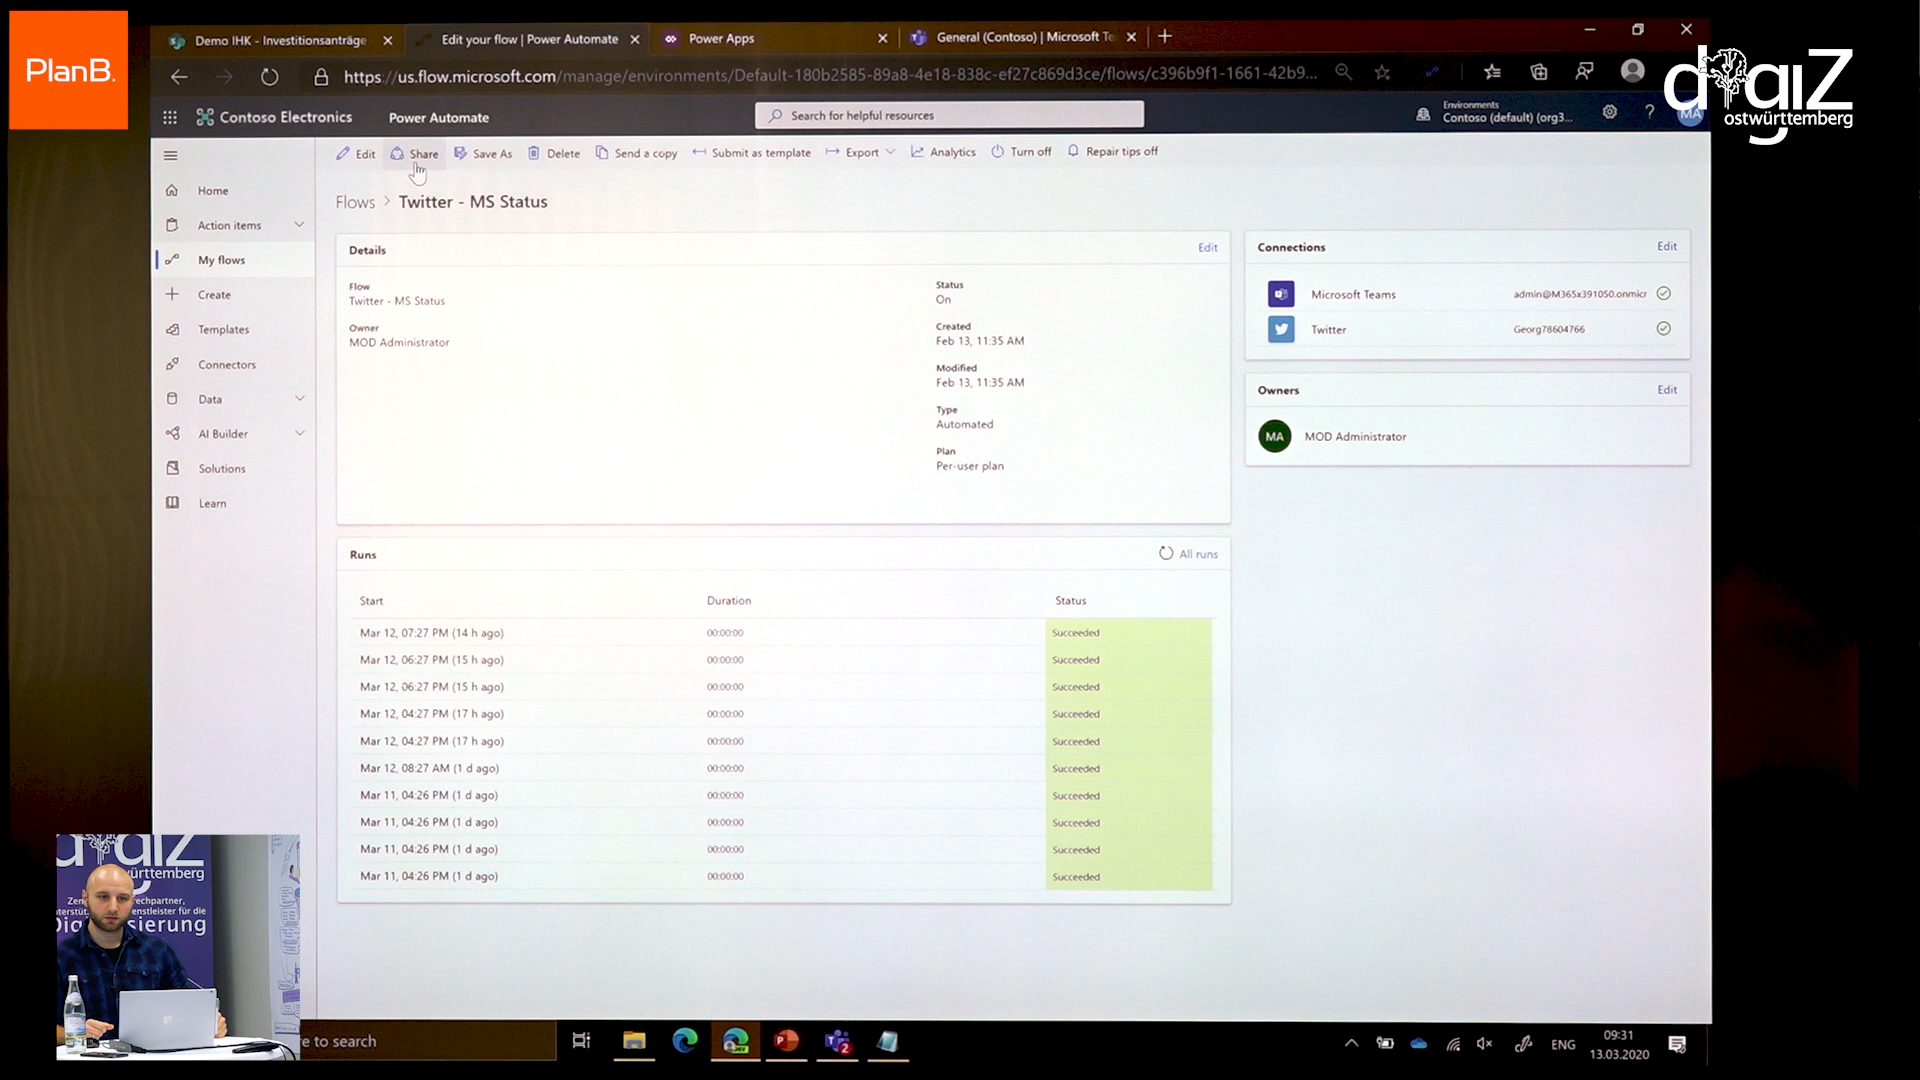 PlanB.
Demo IHK - Investitionsanträge
Edit your flow | Power Automate
Power Apps
General (Contoso) | Microsoft Te
https://us.flow.microsoft.com/manage/environments/Default-180b2585-89a8-4e18-838c-ef27c869d3ce/flows/c396b9f1-1661-42b9...
digiZ
ostwürttemberg
Contoso Electronics
Power Automate
Search for helpful resources
Environments
Contoso (default) (org3...
?
MA
Edit
Share
Save As
Delete
Send a copy
Submit as template
Export
Analytics
Turn off
Repair tips off
Home
Action items
My flows
Create
Templates
Connectors
Data
AI Builder
Solutions
Learn
Flows > Twitter - MS Status
Details
Edit
Flow
Twitter - MS Status
Owner
MOD Administrator
Status
On
Created
Feb 13, 11:35 AM
Modified
Feb 13, 11:35 AM
Type
Automated
Plan
Per-user plan
Connections
Edit
Microsoft Teams
admin@M365x391050.onmicr
Twitter
Georg78604766
Owners
Edit
MA
MOD Administrator
Runs
All runs
Start Duration Status
Mar 12, 07:27 PM (14 h ago) 00:00:00 Succeeded
Mar 12, 06:27 PM (15 h ago) 00:00:00 Succeeded
Mar 12, 06:27 PM (15 h ago) 00:00:00 Succeeded
Mar 12, 04:27 PM (17 h ago) 00:00:00 Succeeded
Mar 12, 04:27 PM (17 h ago) 00:00:00 Succeeded
Mar 12, 08:27 AM (1 d ago) 00:00:00 Succeeded
Mar 11, 04:26 PM (1 d ago) 00:00:00 Succeeded
Mar 11, 04:26 PM (1 d ago) 00:00:00 Succeeded
Mar 11, 04:26 PM (1 d ago) 00:00:00 Succeeded
Mar 11, 04:26 PM (1 d ago) 00:00:00 Succeeded
digiZ
württemberg
Zen rechpartner,
nterstü enstleister für die
Digi sierung
re to search
ENG
09:31
13.03.2020